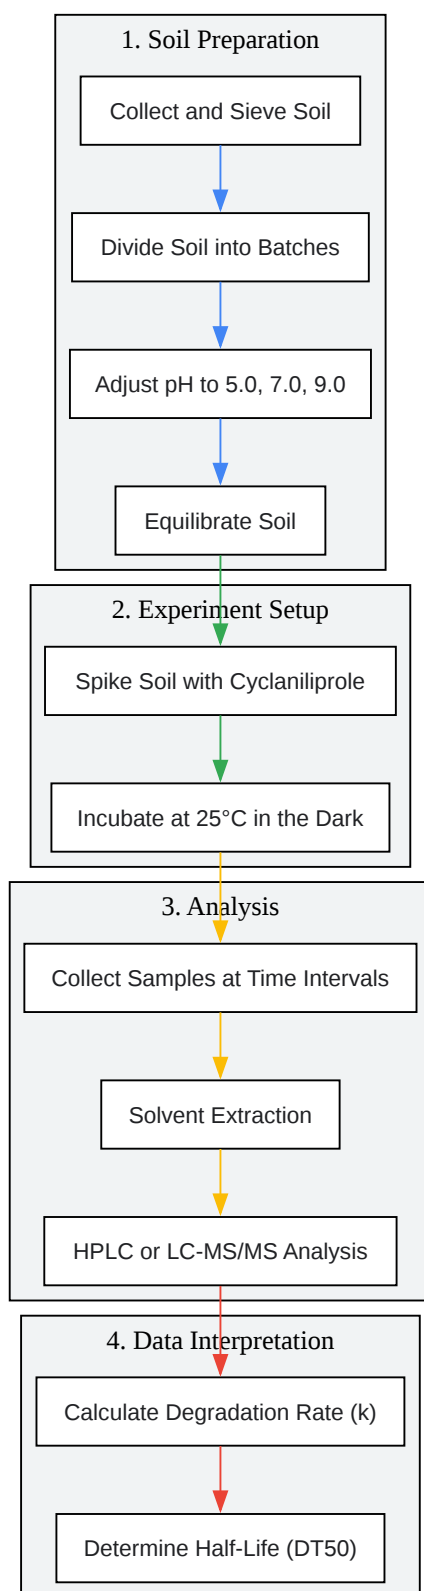 1. Soil Preparation
Collect and Sieve Soil
Divide Soil into Batches
Adjust pH to 5.0, 7.0, 9.0
Equilibrate Soil
2. Experiment Setup
Spike Soil with Cyclaniliprole
Incubate at 25°C in the Dark
3. Analysis
Collect Samples at Time Intervals
Solvent Extraction
HPLC or LC-MS/MS Analysis
4. Data Interpretation
Calculate Degradation Rate (k)
Determine Half-Life (DT50)